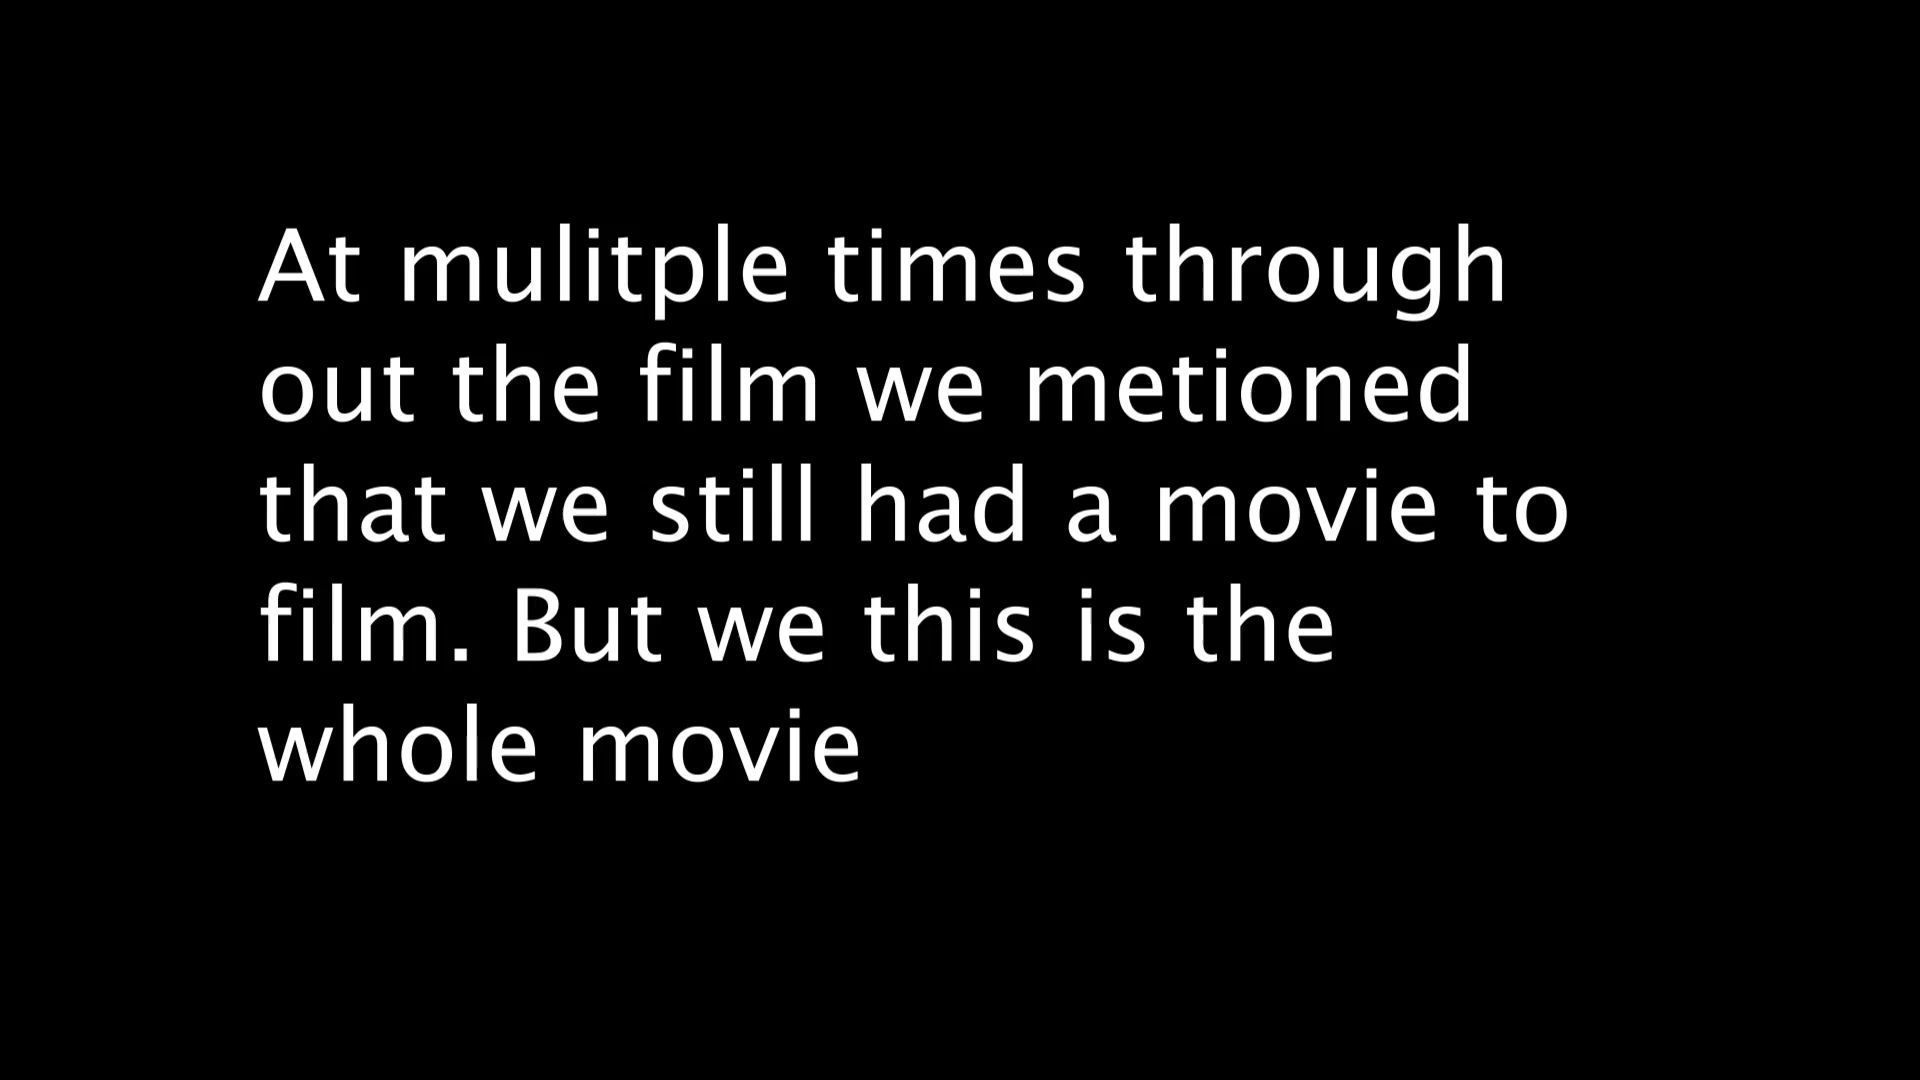 At mulitple times through
out the film we metioned
that we still had a movie to
film. But we this is the
whole movie